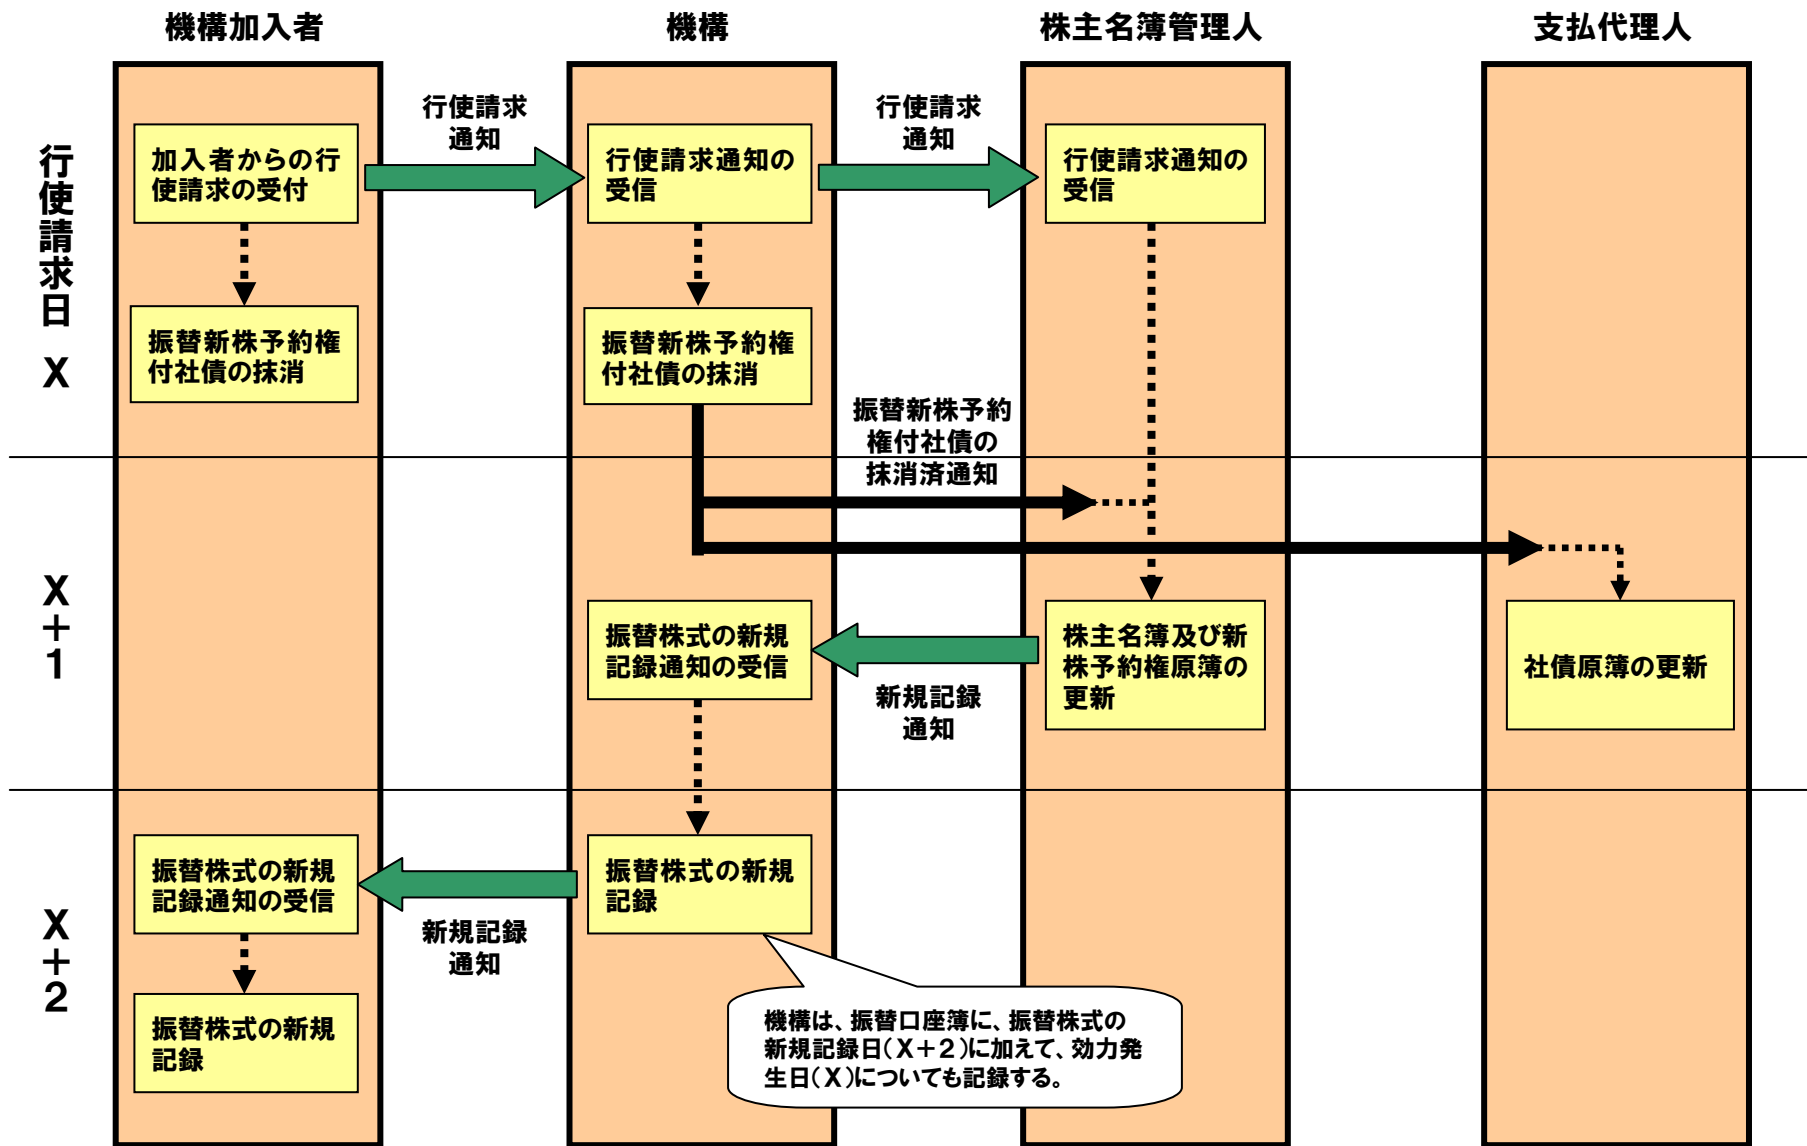 機構加入者
機構
株主名簿管理人
支払代理人
行使請求日 X
行使請求
通知
行使請求
通知
加入者からの行
使請求の受付
行使請求通知の
受信
行使請求通知の
受信
振替新株予約権
付社債の抹消
振替新株予約権
付社債の抹消
振替新株予約
権付社債の
抹消済通知
X+1
振替株式の新規
記録通知の受信
株主名簿及び新
株予約権原簿の
更新
社債原簿の更新
新規記録
通知
X+2
振替株式の新規
記録通知の受信
振替株式の新規
記録
新規記録
通知
振替株式の新規
記録
機構は、振替口座簿に、振替株式の
新規記録日(X+2)に加えて、効力発
生日(X)についても記録する。